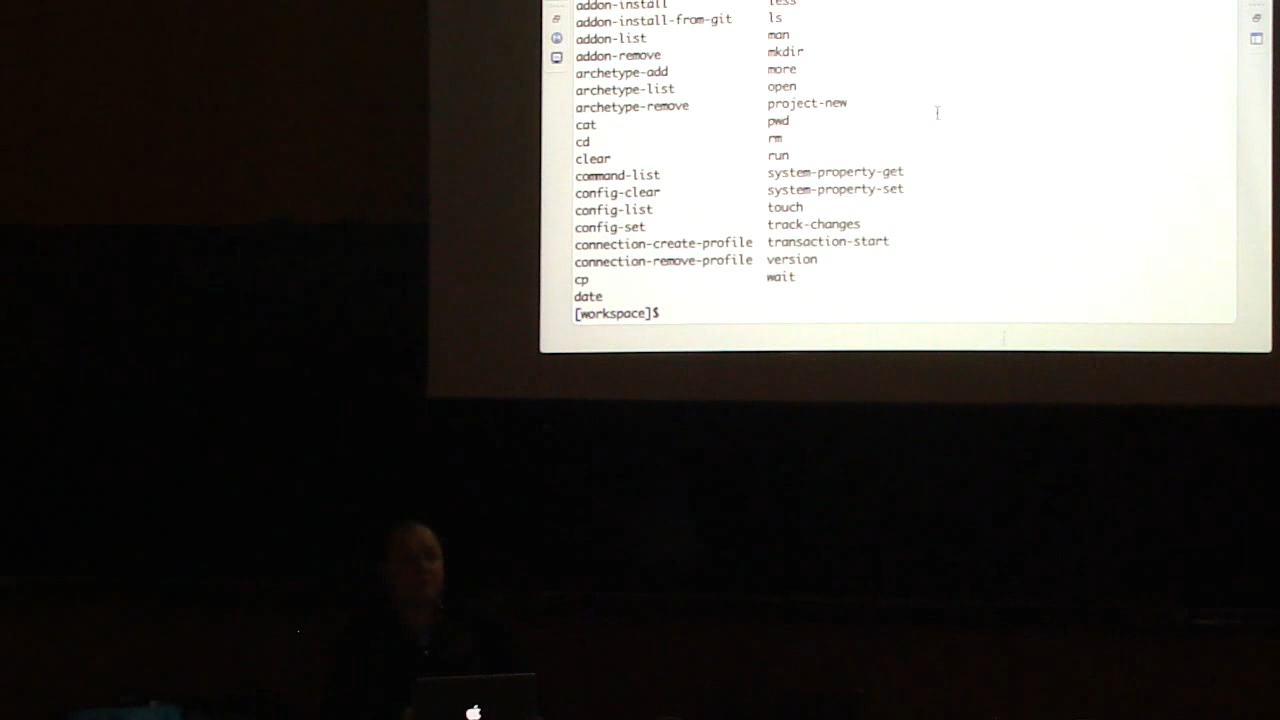 addon-install less
addon-install-from-git ls
addon-list man
addon-remove mkdir
archetype-add more
archetype-list open
archetype-remove project-new
cat pwd
cd rm
clear run
command-list system-property-get
config-clear system-property-set
config-list touch
config-set track-changes
connection-create-profile transaction-start
connection-remove-profile version
cp wait
date
[workspace]$